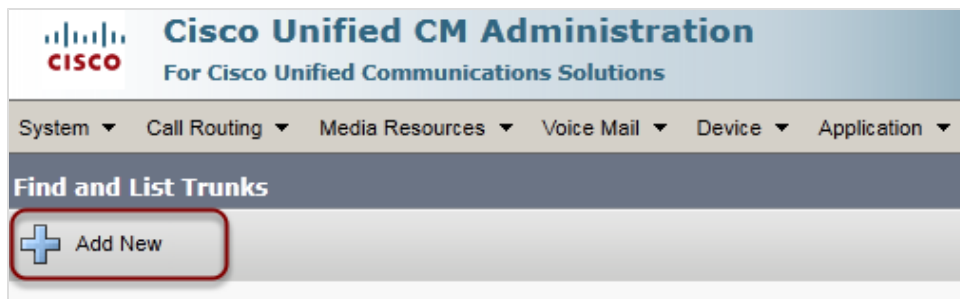 Cisco Unified CM Administration
CISCO
For Cisco Unified Communications Solutions
System Call Routing Media Resources Voice Mail Device Application
Find and List Trunks
Add New